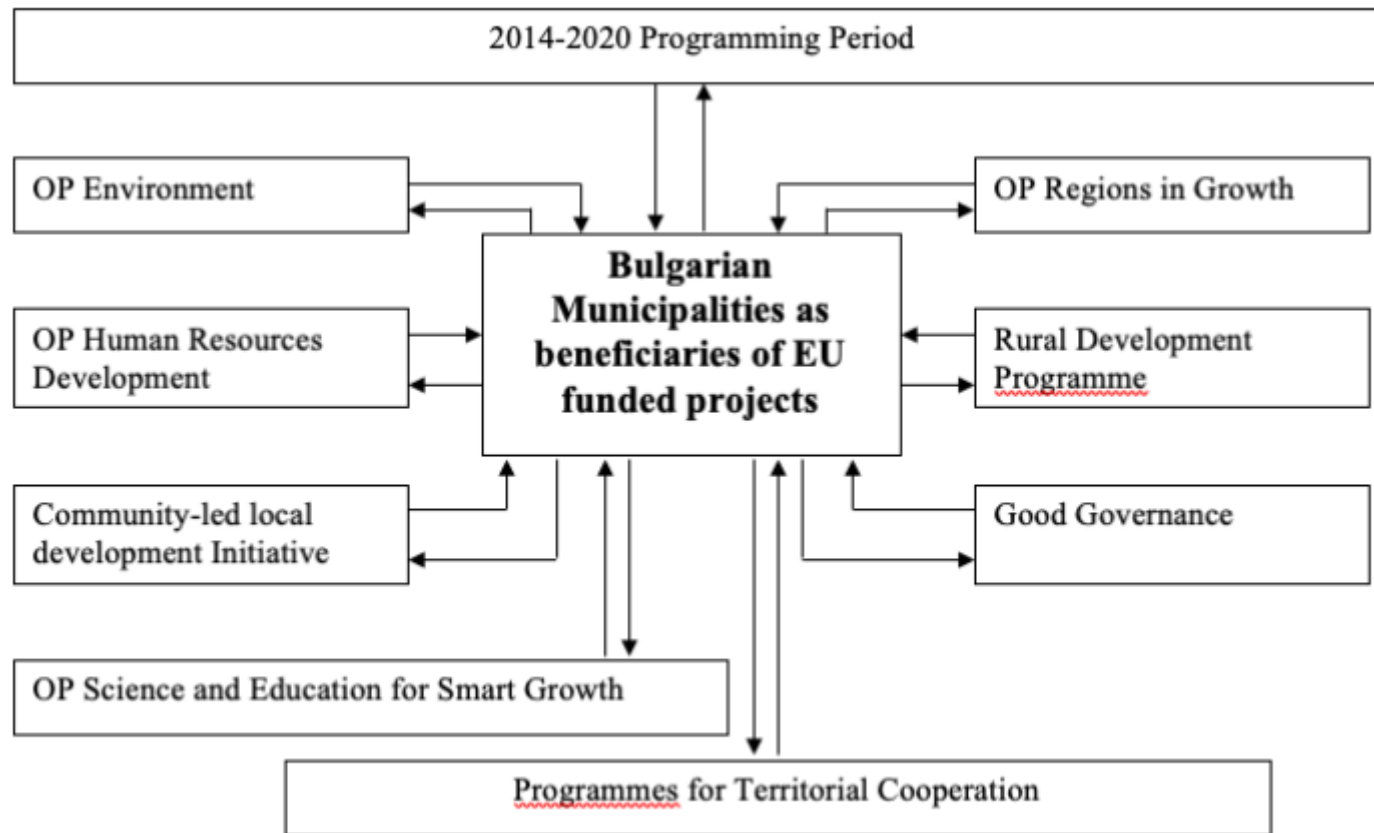 2014-2020 Programming Period
OP Environment
OP Regions in Growth
Bulgarian
Municipalities as
beneficiaries of EU
funded projects
OP Human Resources
Development
Rural Development
Programme
Community-led local
development Initiative
Good Governance
OP Science and Education for Smart Growth
Programmes for Territorial Cooperation